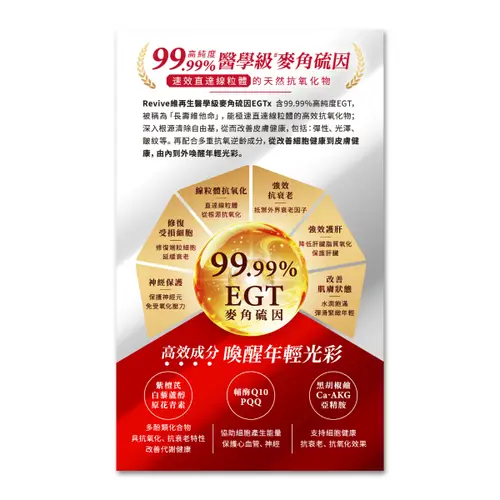 99.99%高純度醫學級#麥角硫因
速效直達線粒體的天然抗氧化物
Revive維再生醫學級麥角硫因EGTx 含99.99%高純度EGT，
被稱為「長壽維他命」，能極速直達線粒體的高效抗氧化物；
深入根源清除自由基，從而改善皮膚健康，包括：彈性、光澤、
皺紋等。再配合多重抗氧逆齡成分，從改善細胞健康到皮膚健
康，由內到外喚醒年輕光彩。
線粒體抗氧化
直達線粒體
從根源抗氧化
強效
抗衰老
抵禦外界衰老因子
修復
受損細胞
修復端粒細胞
延緩衰老
強效護肝
降低肝臟脂質氧化
保護肝臟
神經保護
保護神經元
免受氧化壓力
改善
肌膚狀態
水潤飽滿
彈滑緊緻年輕
99.99%
EGT
麥角硫因
高效成分 喚醒年輕光彩
紫檀芪
白藜蘆醇
原花青素
多酚類化合物
具抗氧化、抗衰老特性
改善代謝健康
輔酶Q10
PQQ
協助細胞產生能量
保護心血管、神經
黑胡椒鹼
Ca-AKG
亞精胺
支持細胞健康
抗衰老、抗氧化效果